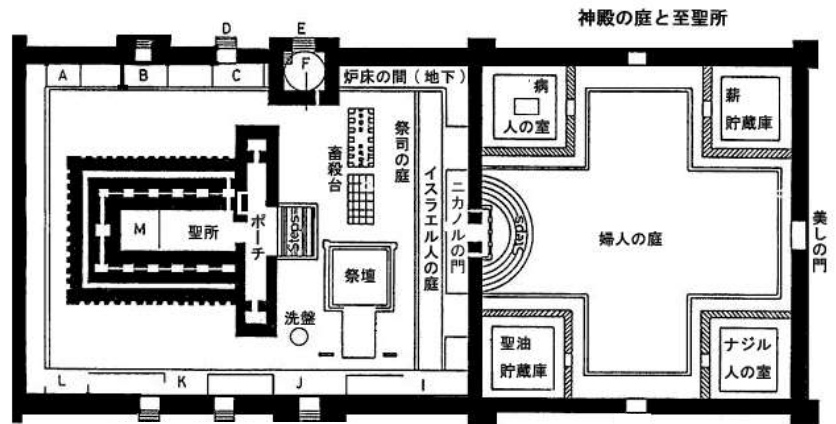 神殿の庭と至聖所
D
E
A
B
C
F
炉床の間（地下）
病
人の室
薪
貯蔵庫
祭司の庭
畜殺台
イスラエル人の庭
ニカノルの門
M
聖所
ポーチ
Steps
Steps
婦人の庭
美しの門
祭壇
洗盤
聖油
貯蔵庫
ナジル
人の室
L
K
J
I